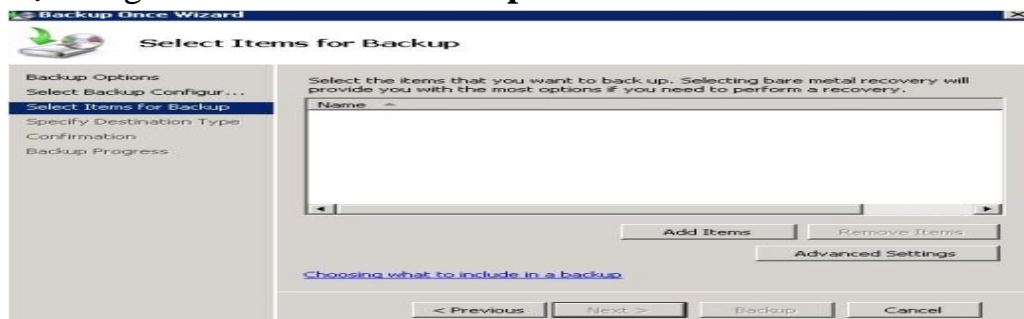 Backup Once Wizard
Select Items for Backup
Backup Options
Select Backup Configur...
Select Items for Backup
Specify Destination Type
Confirmation
Backup Progress
Select the items that you want to back up. Selecting bare metal recovery will
provide you with the most options if you need to perform a recovery.
Name
Add Items
Remove Items
Advanced Settings
Choosing what to include in a backup
< Previous
Next >
Backup
Cancel